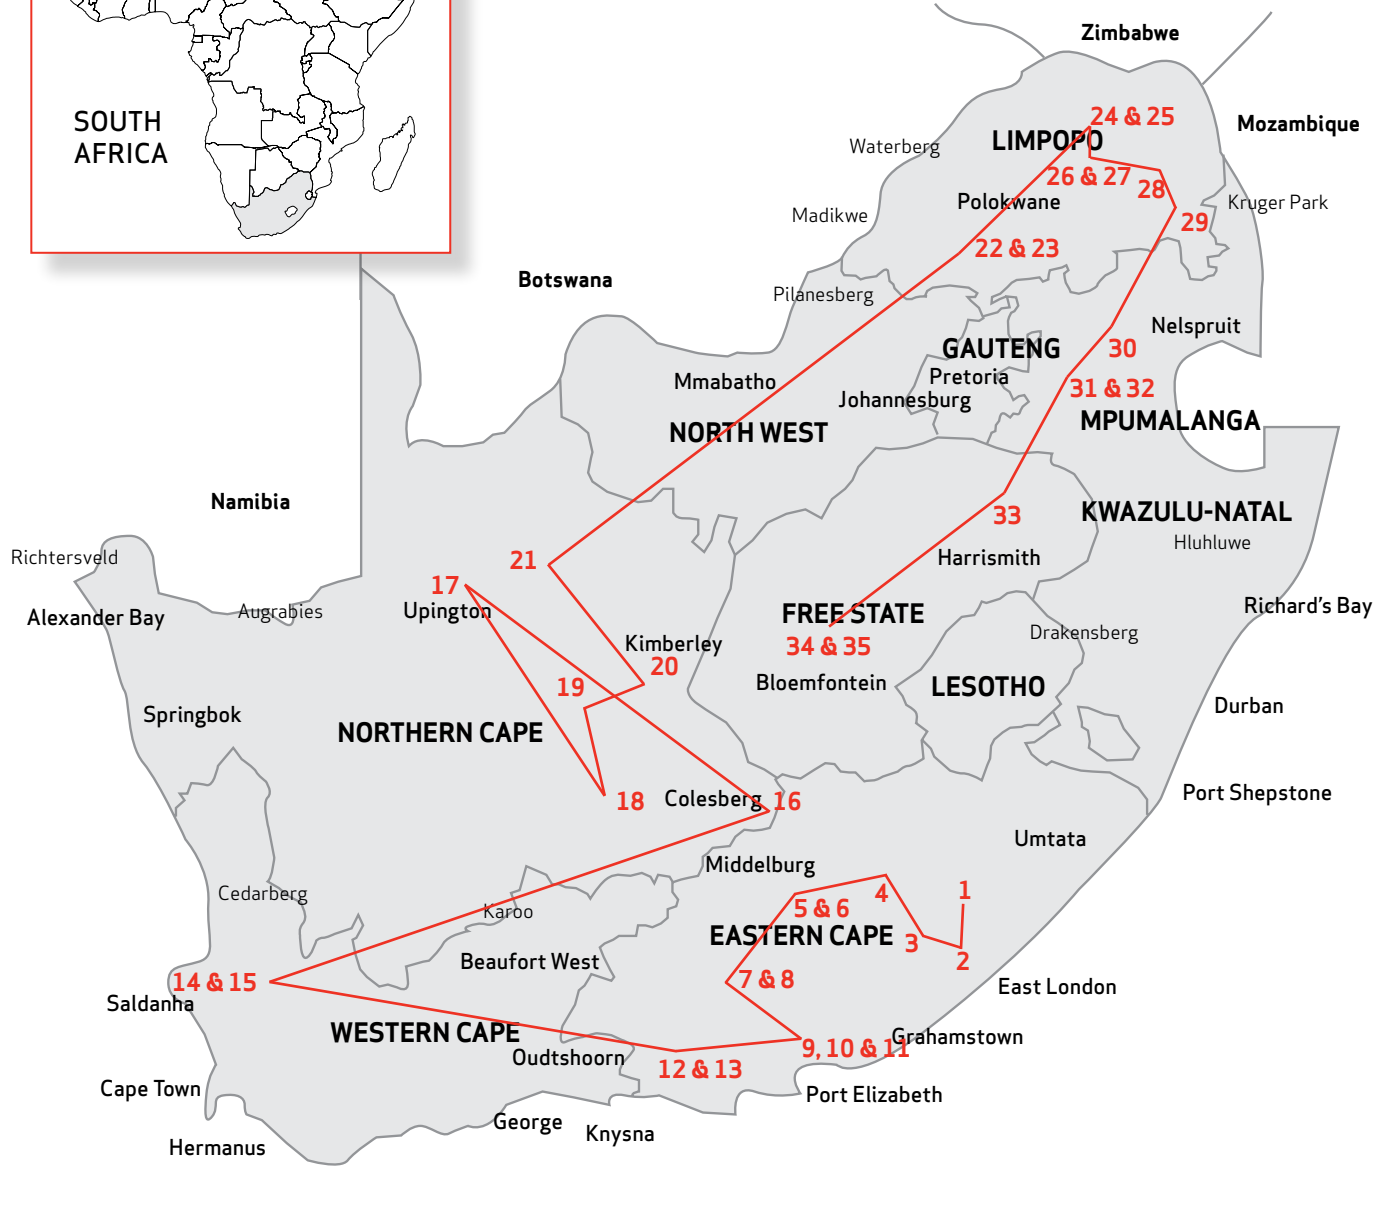 Zimbabwe
SOUTH
AFRICA
24 & 25
Mozambique
LIMPOPO
Waterberg
26 & 27
28
Polokwane
Kruger Park
Madikwe
29
22 & 23
Botswana
Pilanesberg
Nelspruit
GAUTENG
30
Pretoria
Mmabatho
31 & 32
Johannesburg
MPUMALANGA
NORTH WEST
Namibia
KWAZULU-NATAL
33
Hluhluwe
Richtersveld
21
Harrismith
17
Richard's Bay
Upington
Augrabies
FREE STATE
Alexander Bay
Drakensberg
Kimberley
34 & 35
20
Bloemfontein
19
LESOTHO
Springbok
Durban
NORTHERN CAPE
Port Shepstone
18
Colesberg
16
Umtata
Middelburg
Cedarberg
4
1
Karoo
5 & 6
EASTERN CAPE
3
Beaufort West
2
14 & 15
7 & 8
East London
Saldanha
WESTERN CAPE
Grahamstown
9, 10 & 11
Oudtshoorn
12 & 13
Cape Town
Port Elizabeth
George
Knysna
Hermanus